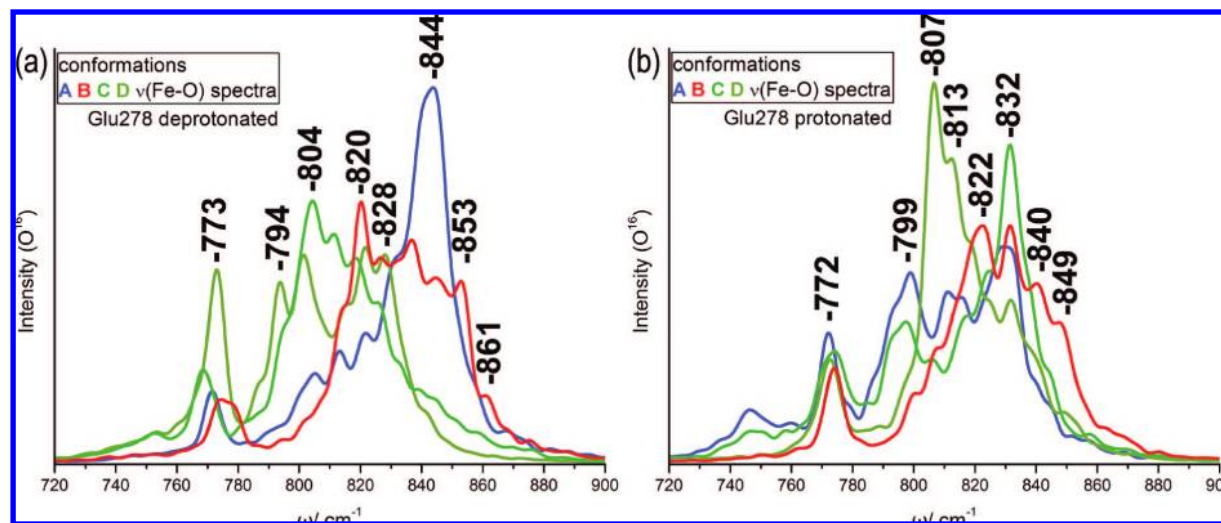 (a)
conformations
A B C D ν(Fe-O) spectra
Glu278 deprotonated
-773
-794
-804
-820
-828
-844
-853
-861
Intensity (O¹⁶)
720 740 760 780 800 820 840 860 880 900
(b)
conformations
A B C D ν(Fe-O) spectra
Glu278 protonated
-772
-799
-807
-813
-822
-832
-840
-849
Intensity (O¹⁶)
720 740 760 780 800 820 840 860 880